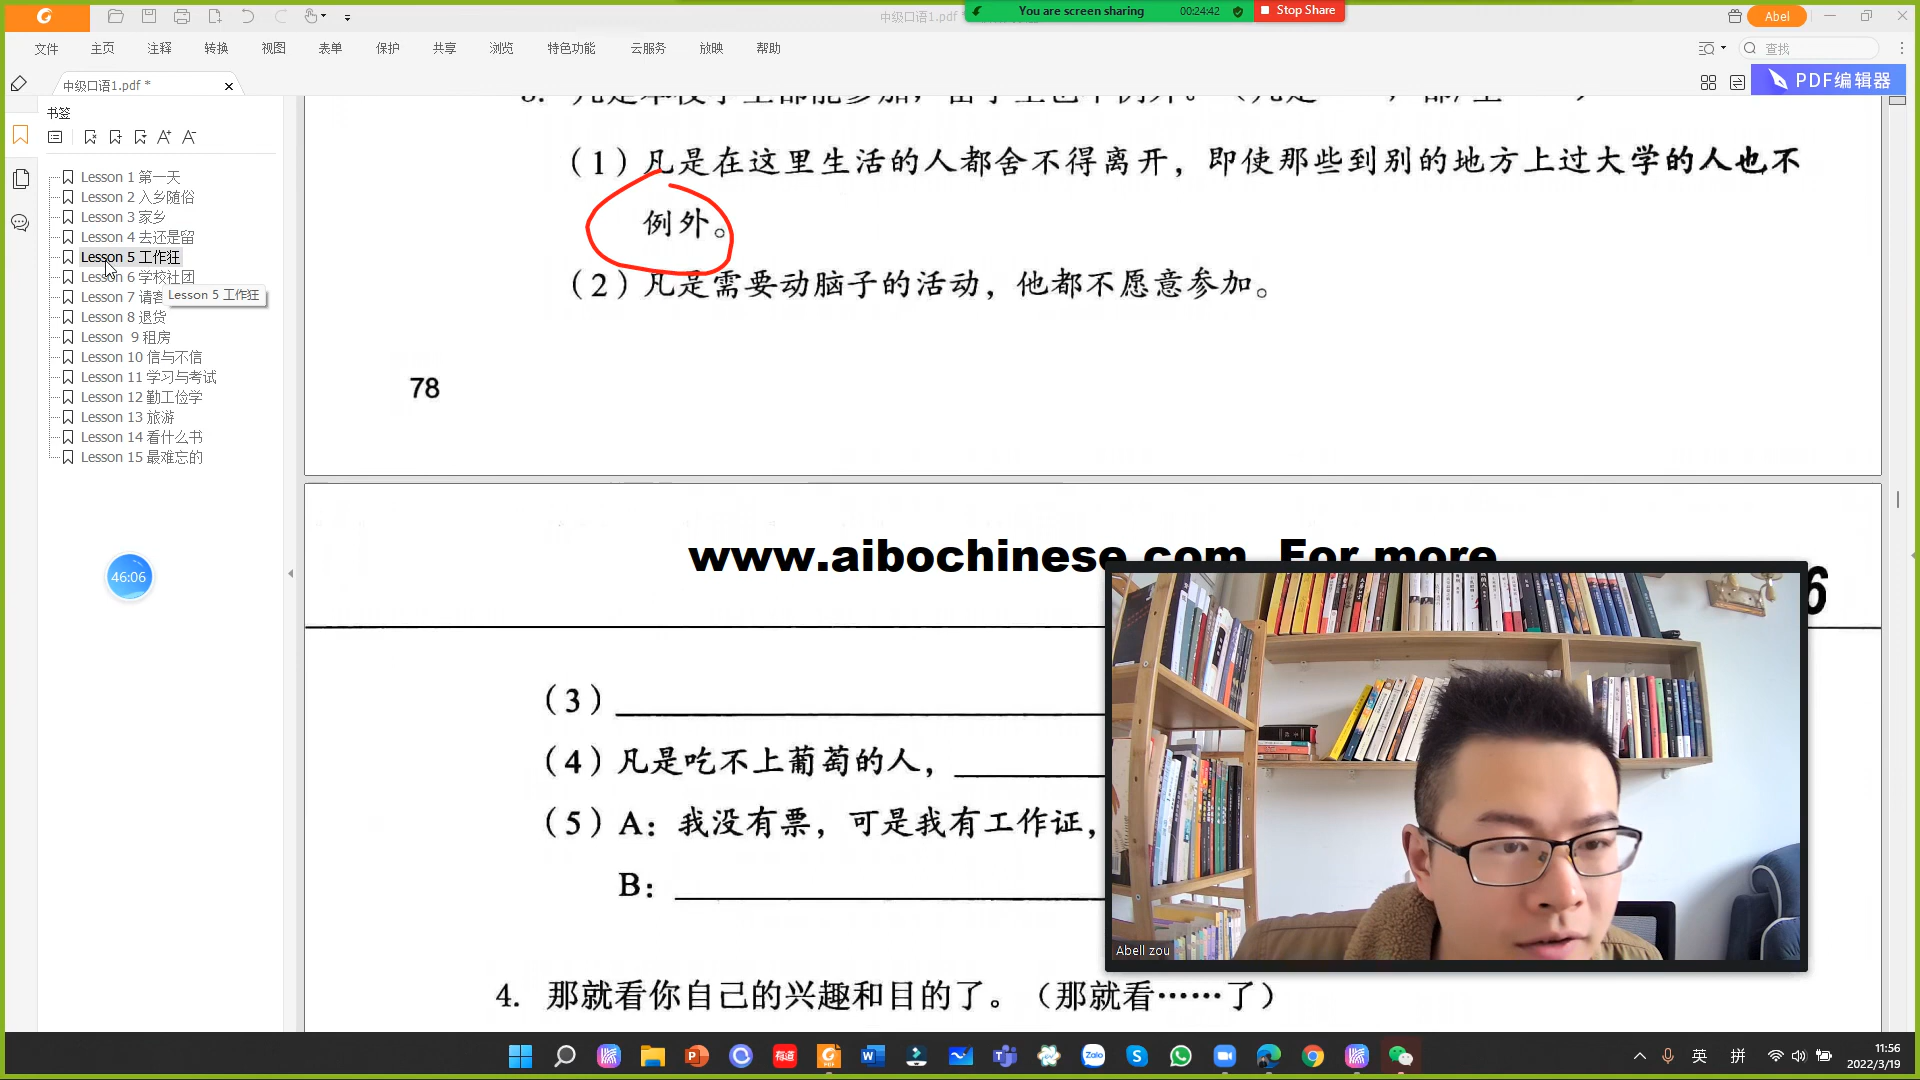 中级口语1.pdf *
You are screen sharing
00:24:42
Stop Share
Abel
文件
主页
注释
转换
视图
表单
保护
共享
浏览
特色功能
云服务
放映
帮助
查找
中级口语1.pdf *
PDF编辑器
书签
Lesson 1 第一天
Lesson 2 入乡随俗
Lesson 3 家乡
Lesson 4 去还是留
Lesson 5 工作狂
Lesson 6 学校社团
Lesson 7 请客
Lesson 5 工作狂
Lesson 8 退货
Lesson 9 租房
Lesson 10 信与不信
Lesson 11 学习与考试
Lesson 12 勤工俭学
Lesson 13 旅游
Lesson 14 看什么书
Lesson 15 最难忘的
46:06
（1）凡是在这里生活的人都舍不得离开，即使那些到别的地方上过大学的人也不
例外。
（2）凡是需要动脑子的活动，他都不愿意参加。
78
www.aibochinese.com For more
6
（3）
（4）凡是吃不上葡萄的人，
（5）A：我没有票，可是我有工作证，
B：
4. 那就看你自己的兴趣和目的了。（那就看……了）
Abell zou
有道
Zalo
英
拼
11:56
2022/3/19